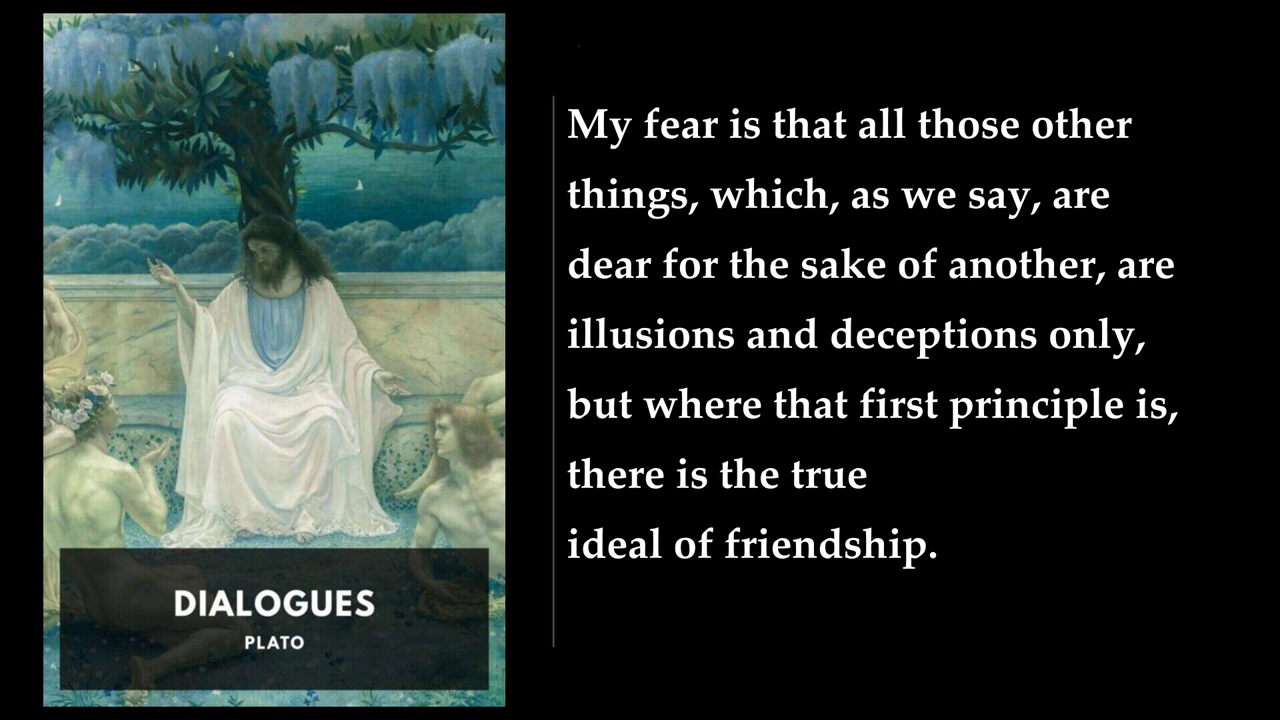 My fear is that all those other
things, which, as we say, are
dear for the sake of another, are
illusions and deceptions only,
but where that first principle is,
there is the true
ideal of friendship.
DIALOGUES
PLATO